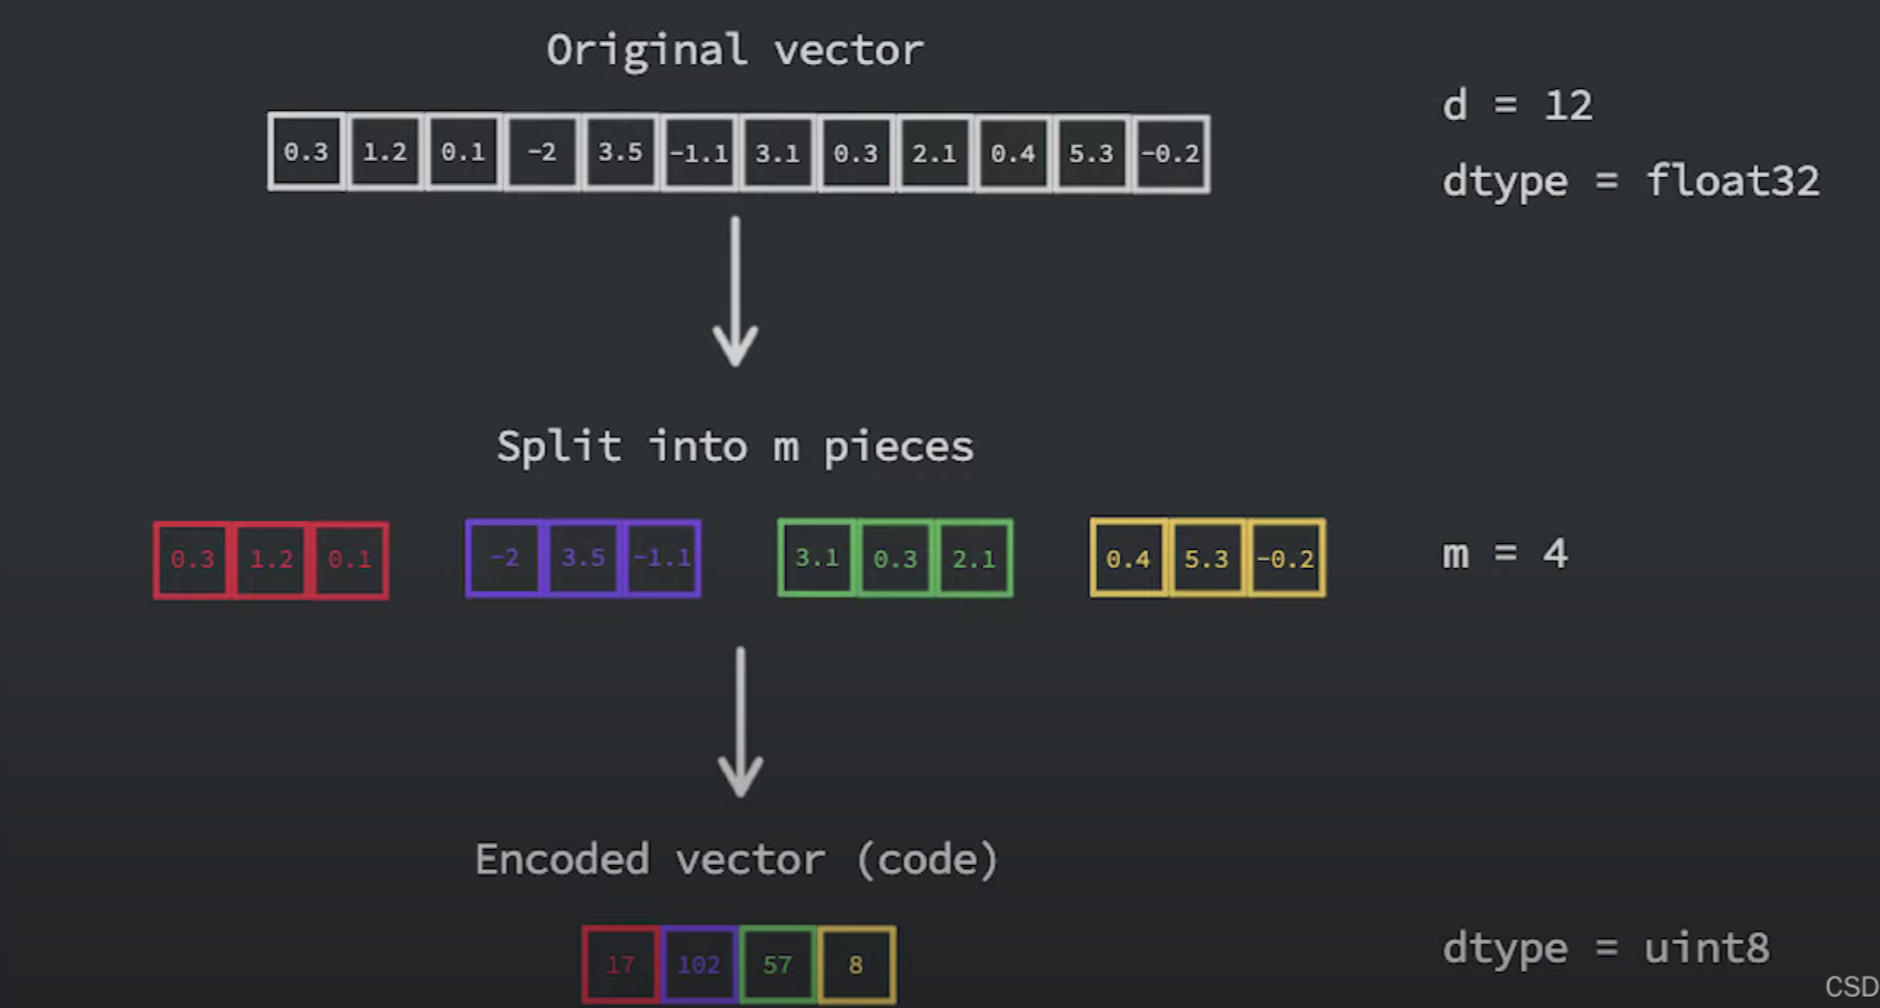 Original vector
0.3 1.2 0.1 -2 3.5 -1.1 3.1 0.3 2.1 0.4 5.3 -0.2
d = 12
dtype = float32
Split into m pieces
0.3 1.2 0.1 -2 3.5 -1.1 3.1 0.3 2.1 0.4 5.3 -0.2
m = 4
Encoded vector (code)
17 102 57 8
dtype = uint8
CSD